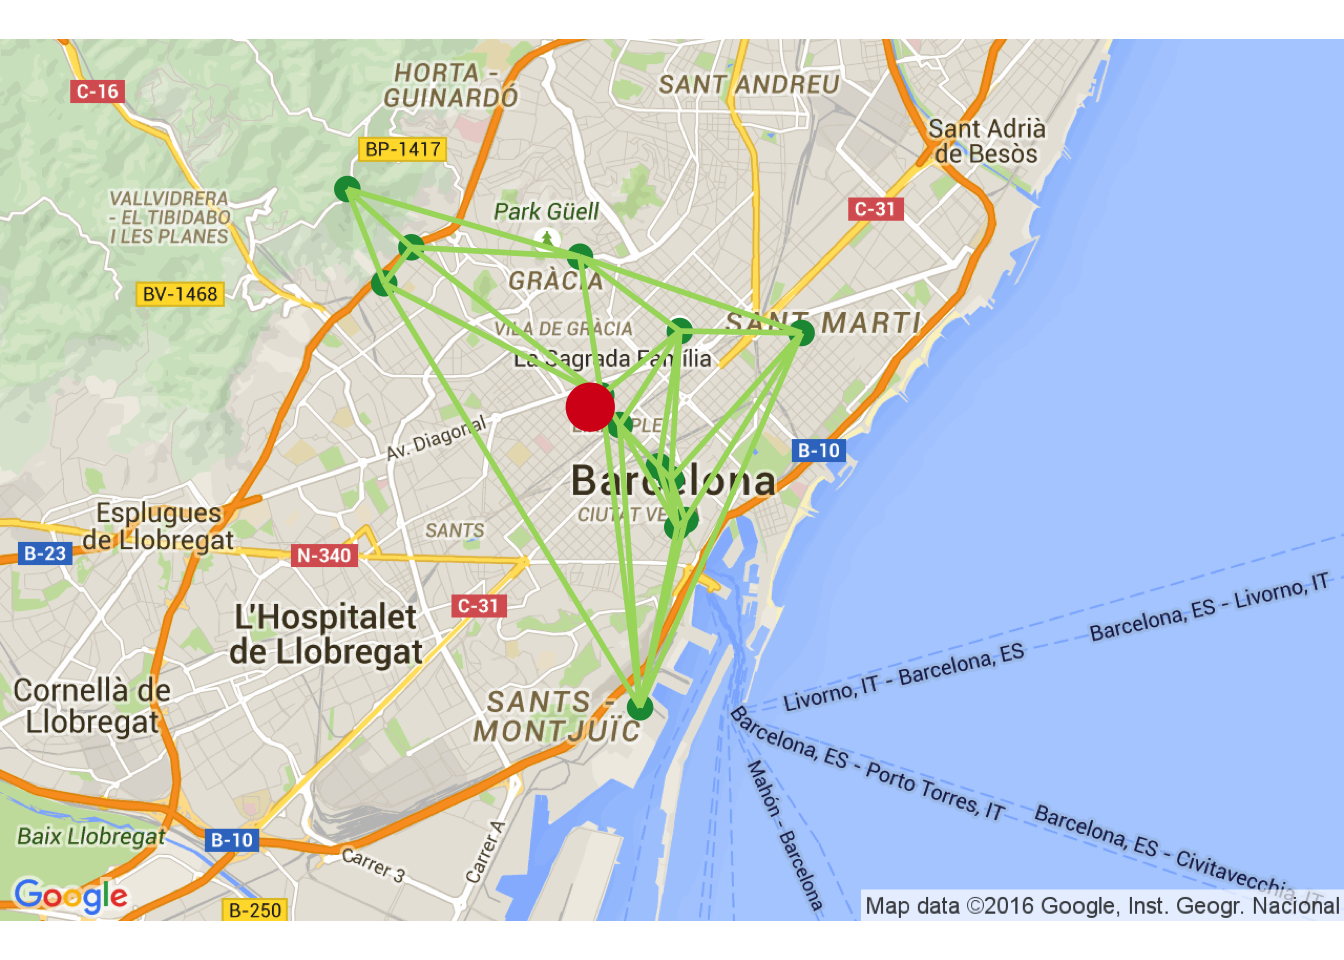 HORTA -
GUINARDÓ
SANT ANDREU
C-16
Sant Adrià
de Besòs
BP-1417
VALLVIDRERA
- EL TIBIDABO
I LES PLANES
Park Güell
C-31
GRÀCIA
BV-1468
VILA DE GRÀCIA
SANT MARTI
La Sagrada Família
Av. Diagonal
B-10
Barcelona
CIUTAT VE
Esplugues
de Llobregat
SANTS
B-23
N-340
C-31
L'Hospitalet
de Llobregat
Barcelona, ES - Livorno, IT
Livorno, IT - Barcelona, ES
Cornellà de
Llobregat
SANTS -
MONTJUÏC
Barcelona, ES - Porto Torres, IT
Mahón - Barcelona
Barcelona, ES - Civitavecchia, IT
Baix Llobregat
B-10
Carrer 3
Carrer A
Google
B-250
Map data ©2016 Google, Inst. Geogr. Nacional